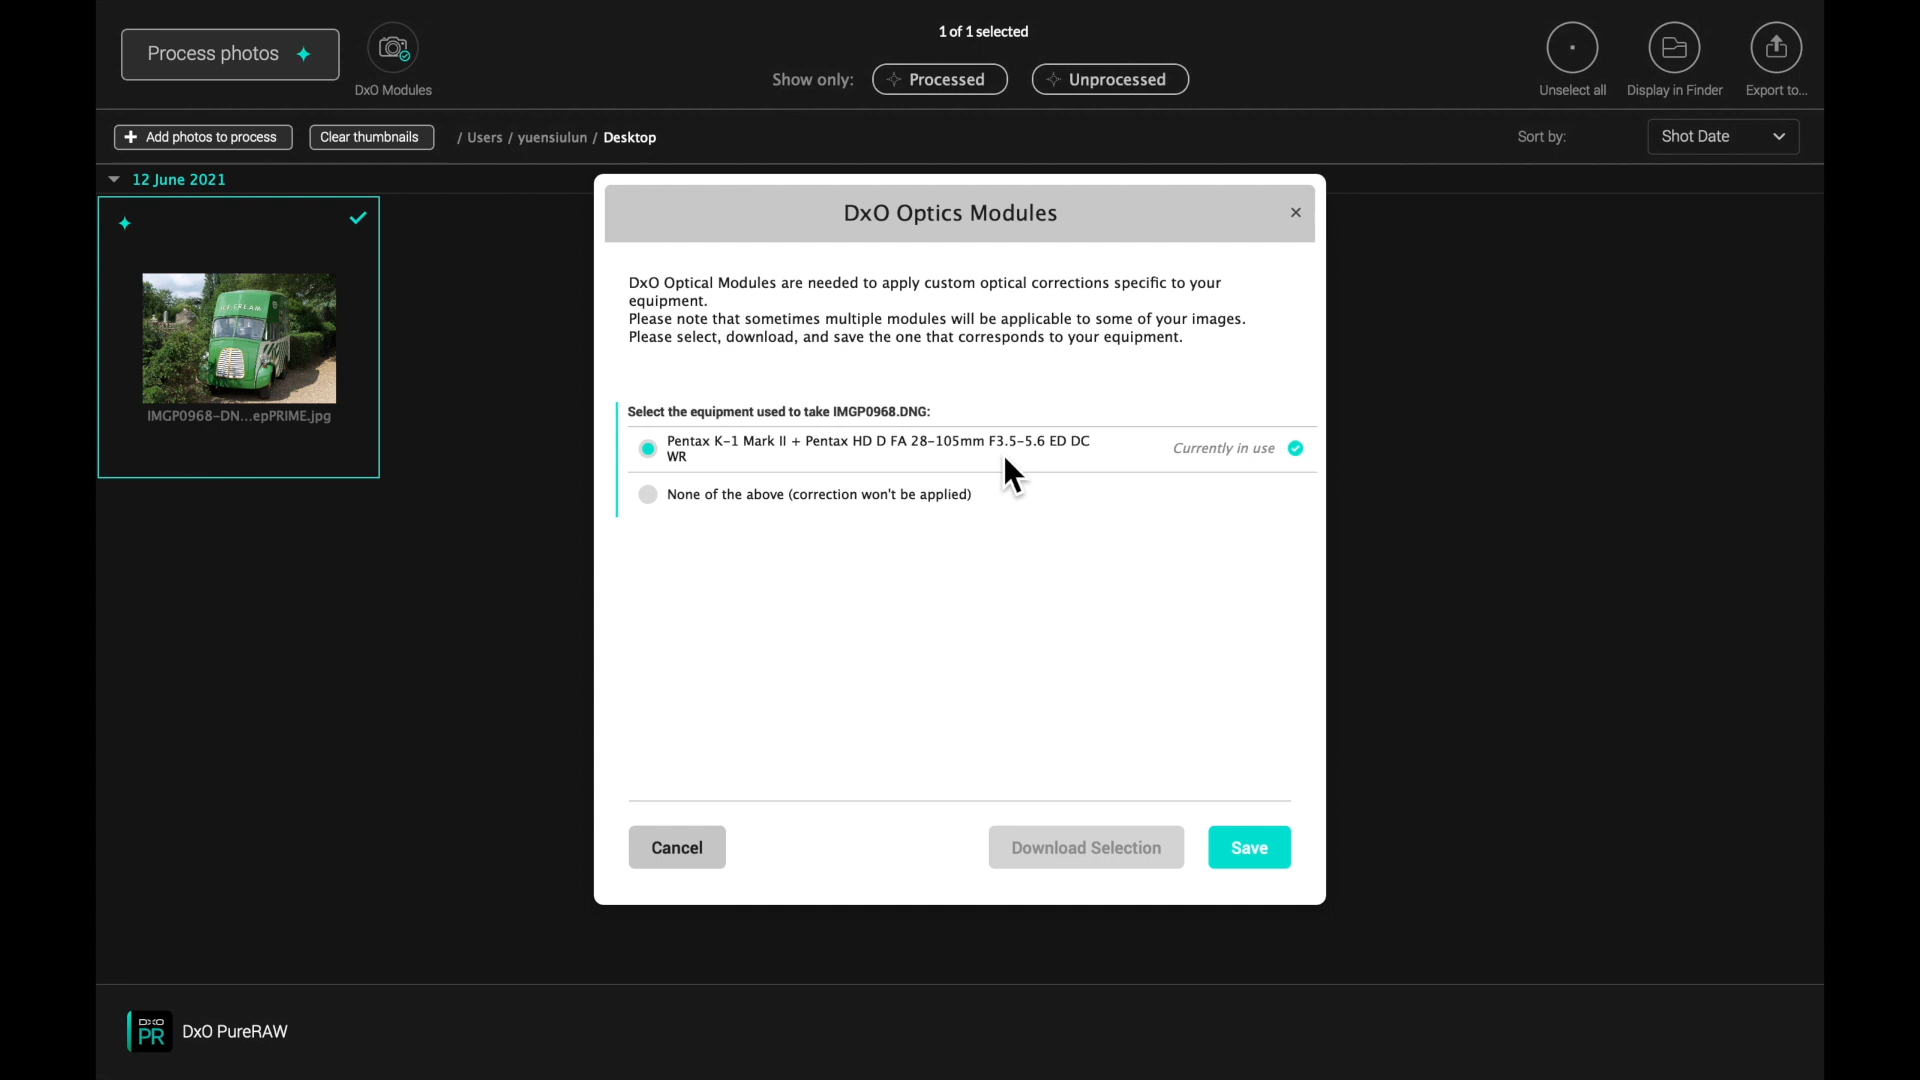 Process photos
DxO Modules
1 of 1 selected
Show only:
Processed
Unprocessed
Unselect all
Display in Finder
Export to...
Add photos to process
Clear thumbnails
/ Users / yuensiulun / Desktop
Sort by:
Shot Date
12 June 2021
ICE CREAM
IMGP0968-DN...epPRIME.jpg
DxO Optics Modules
DxO Optical Modules are needed to apply custom optical corrections specific to your
equipment.
Please note that sometimes multiple modules will be applicable to some of your images.
Please select, download, and save the one that corresponds to your equipment.
Select the equipment used to take IMGP0968.DNG:
Pentax K-1 Mark II + Pentax HD D FA 28-105mm F3.5-5.6 ED DC
WR
Currently in use
None of the above (correction won't be applied)
Cancel
Download Selection
Save
DXO
PR
DxO PureRAW